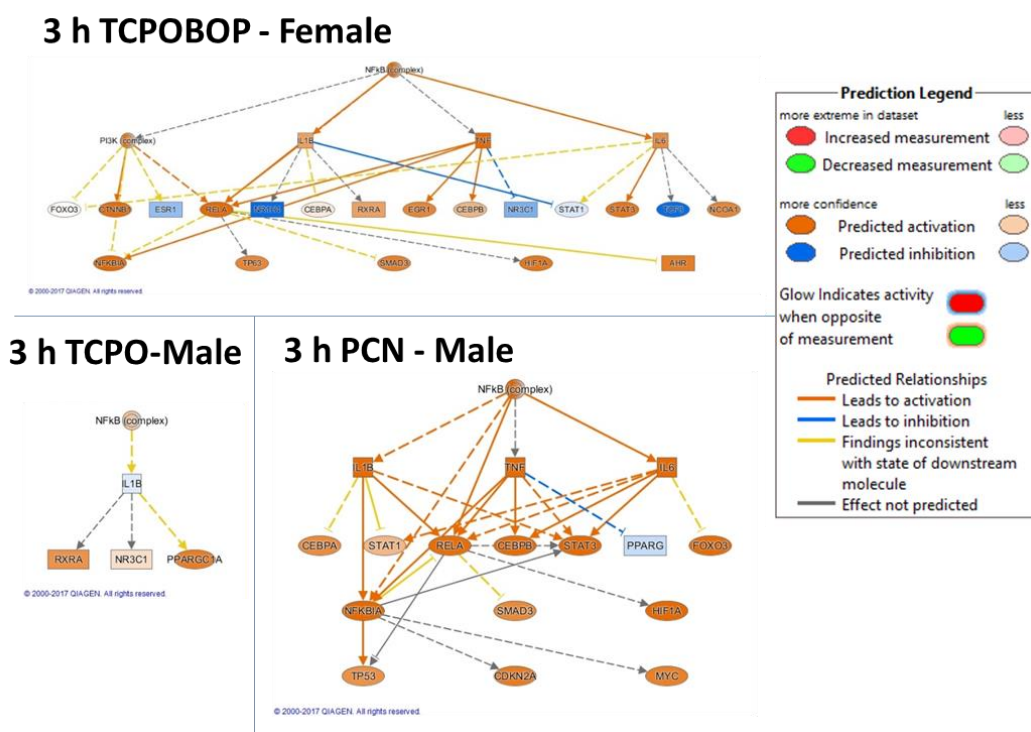 3 h TCPOBOP - Female
NFkB (complex)
PI3K (complex)
IL1B
TNF
IL6
FOXO3
CTNNB1
ESR1
RELA
CEBPA
RXRA
EGR1
CEBPB
NR3C1
STAT1
STAT3
NCOA1
NFKBIA
TP63
SMAD3
HIF1A
AHR
© 2000-2017 QIAGEN. All rights reserved.
3 h TCPO-Male
NFkB (complex)
IL1B
RXRA
NR3C1
PPARGC1A
© 2000-2017 QIAGEN. All rights reserved.
3 h PCN - Male
NFkB (complex)
IL1B
TNF
IL6
CEBPA
STAT1
RELA
CEBPB
STAT3
PPARG
FOXO3
NFKBIA
SMAD3
HIF1A
TP53
CDKN2A
MYC
© 2000-2017 QIAGEN. All rights reserved.
Prediction Legend
more extreme in dataset
less
Increased measurement
Decreased measurement
more confidence
less
Predicted activation
Predicted inhibition
Glow Indicates activity
when opposite
of measurement
Predicted Relationships
Leads to activation
Leads to inhibition
Findings inconsistent
with state of downstream
molecule
Effect not predicted